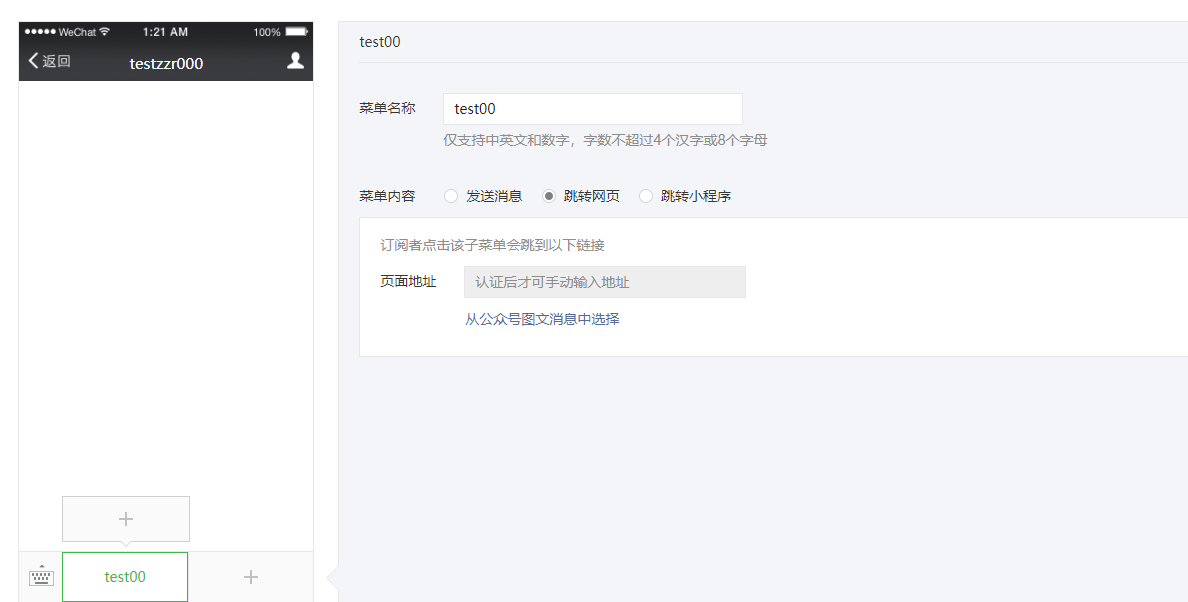 WeChat 1:21 AM 100%
返回 testzzr000
test00
test00
菜单名称 test00
仅支持中英文和数字，字数不超过4个汉字或8个字母
菜单内容 发送消息 跳转网页 跳转小程序
订阅者点击该子菜单会跳到以下链接
页面地址 认证后才可手动输入地址
从公众号图文消息中选择